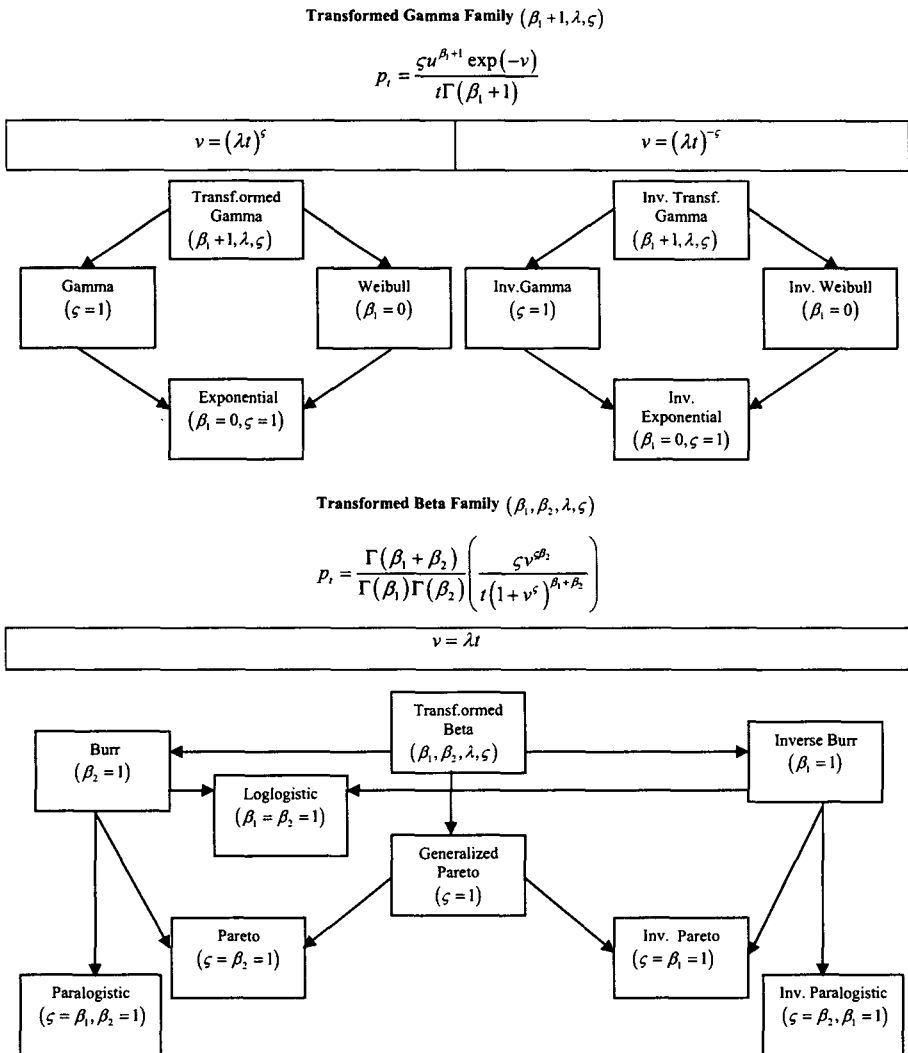 Transformed Gamma Family (β₁+1, λ, ς)
p_t = ςu^{β₁+1} exp(−v) / tΓ(β₁+1)
v = (λt)^ς
v = (λt)^{−ς}
Transf.ormed
Gamma
(β₁+1, λ, ς)
Inv. Transf.
Gamma
(β₁+1, λ, ς)
Gamma
(ς = 1)
Weibull
(β₁ = 0)
Inv.Gamma
(ς = 1)
Inv. Weibull
(β₁ = 0)
Exponential
(β₁ = 0, ς = 1)
Inv.
Exponential
(β₁ = 0, ς = 1)
Transformed Beta Family (β₁, β₂, λ, ς)
p_t = Γ(β₁+β₂) / Γ(β₁)Γ(β₂) (ςv^{ςβ₂} / t(1+v^ς)^{β₁+β₂})
v = λt
Transf.ormed
Beta
(β₁, β₂, λ, ς)
Burr
(β₂ = 1)
Inverse Burr
(β₁ = 1)
Loglogistic
(β₁ = β₂ = 1)
Generalized
Pareto
(ς = 1)
Pareto
(ς = β₂ = 1)
Inv. Pareto
(ς = β₁ = 1)
Paralogistic
(ς = β₁, β₂ = 1)
Inv. Paralogistic
(ς = β₂, β₁ = 1)